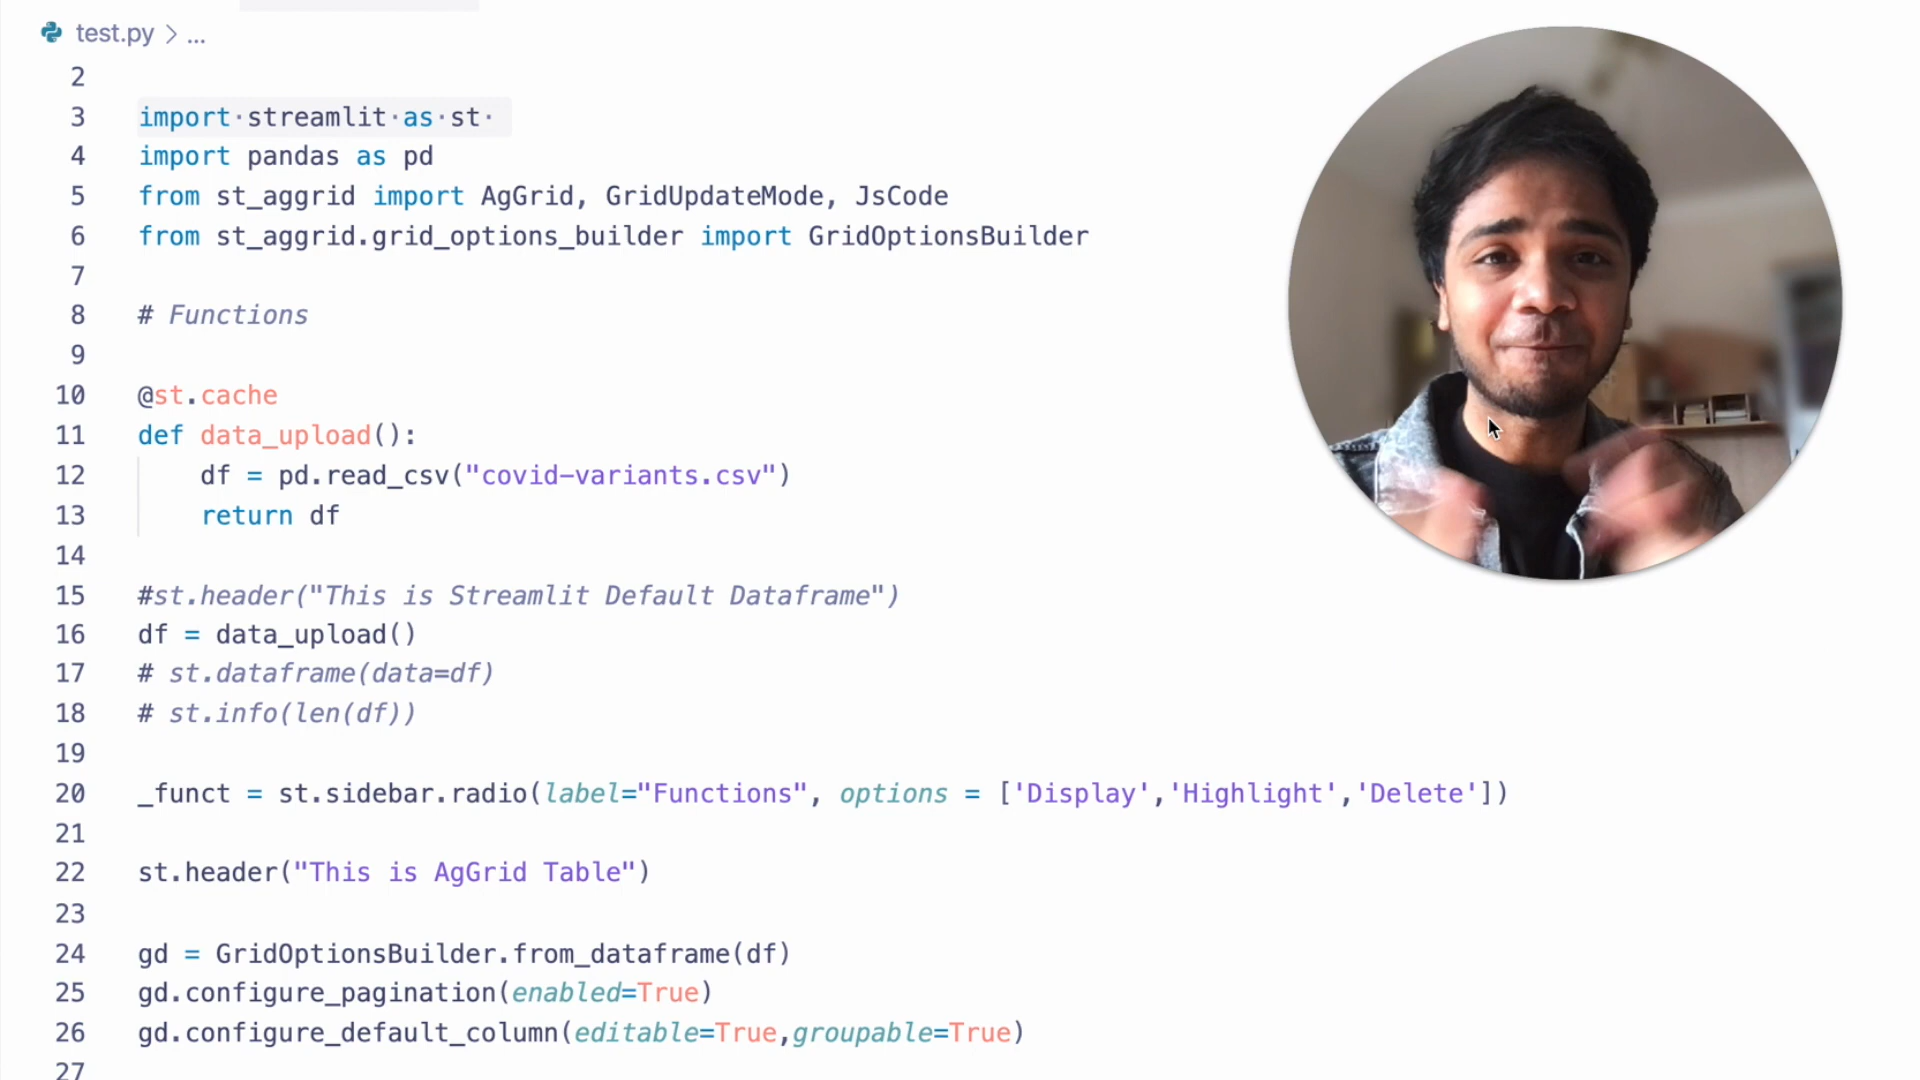 test.py > ...
2
3 import·streamlit·as·st·
4 import pandas as pd
5 from st_aggrid import AgGrid, GridUpdateMode, JsCode
6 from st_aggrid.grid_options_builder import GridOptionsBuilder
7
8 # Functions
9
10 @st.cache
11 def data_upload():
12 df = pd.read_csv("covid-variants.csv")
13 return df
14
15 #st.header("This is Streamlit Default Dataframe")
16 df = data_upload()
17 # st.dataframe(data=df)
18 # st.info(len(df))
19
20 _funct = st.sidebar.radio(label="Functions", options = ['Display','Highlight','Delete'])
21
22 st.header("This is AgGrid Table")
23
24 gd = GridOptionsBuilder.from_dataframe(df)
25 gd.configure_pagination(enabled=True)
26 gd.configure_default_column(editable=True,groupable=True)
27